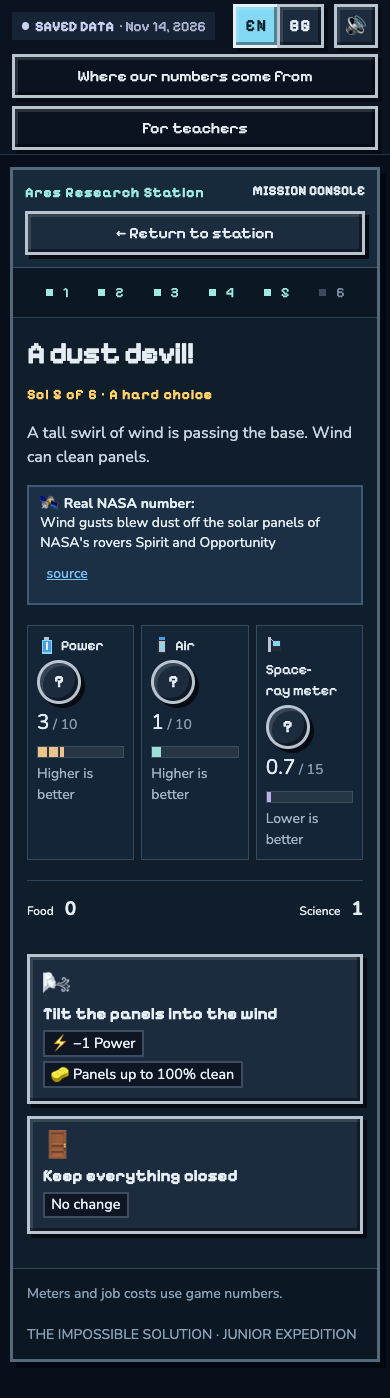 SAVED DATA · Nov 14, 2026
EN
Where our numbers come from
For teachers
Ares Research Station
MISSION CONSOLE
← Return to station
1 2 3 4 5 6
A dust devil!
Sol 5 of 6 · A hard choice
A tall swirl of wind is passing the base. Wind
can clean panels.
Real NASA number:
Wind gusts blew dust off the solar panels of
NASA's rovers Spirit and Opportunity
source
Power
?
3 / 10
Higher is
better
Air
?
1 / 10
Higher is
better
Space-
ray meter
?
0.7 / 15
Lower is
better
Food 0
Science 1
Tilt the panels into the wind
⚡ −1 Power
🧽 Panels up to 100% clean
Keep everything closed
No change
Meters and job costs use game numbers.
THE IMPOSSIBLE SOLUTION · JUNIOR EXPEDITION